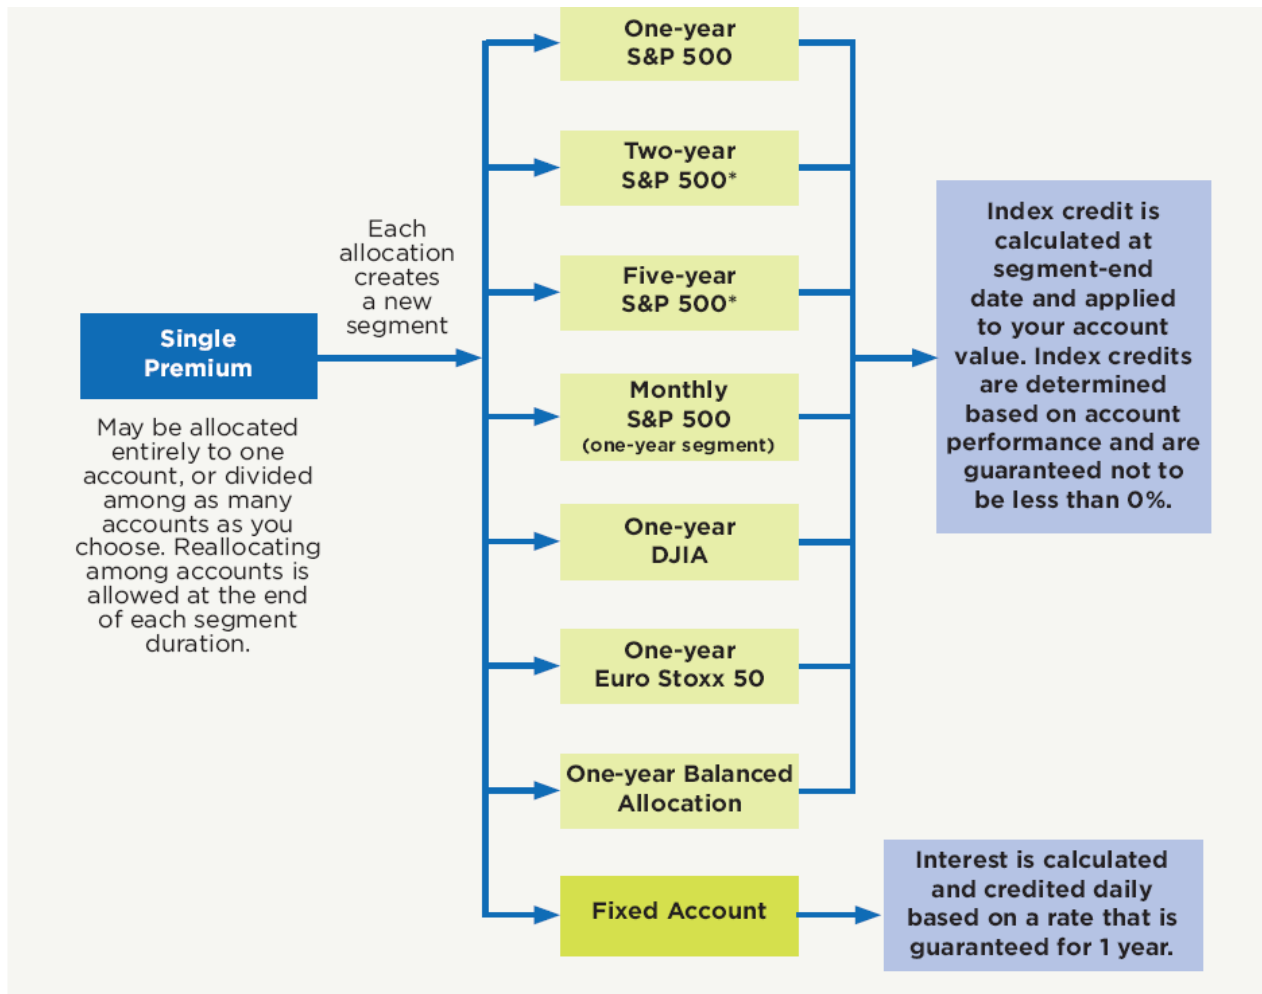 One-year
S&P 500
Two-year
S&P 500*
Each
allocation
creates
a new
segment
Five-year
S&P 500*
Single
Premium
May be allocated
entirely to one
account, or divided
among as many
accounts as you
choose. Reallocating
among accounts is
allowed at the end
of each segment
duration.
Monthly
S&P 500
(one-year segment)
One-year
DJIA
One-year
Euro Stoxx 50
One-year Balanced
Allocation
Fixed Account
Index credit is
calculated at
segment-end
date and applied
to your account
value. Index credits
are determined
based on account
performance and are
guaranteed not to
be less than 0%.
Interest is calculated
and credited daily
based on a rate that is
guaranteed for 1 year.